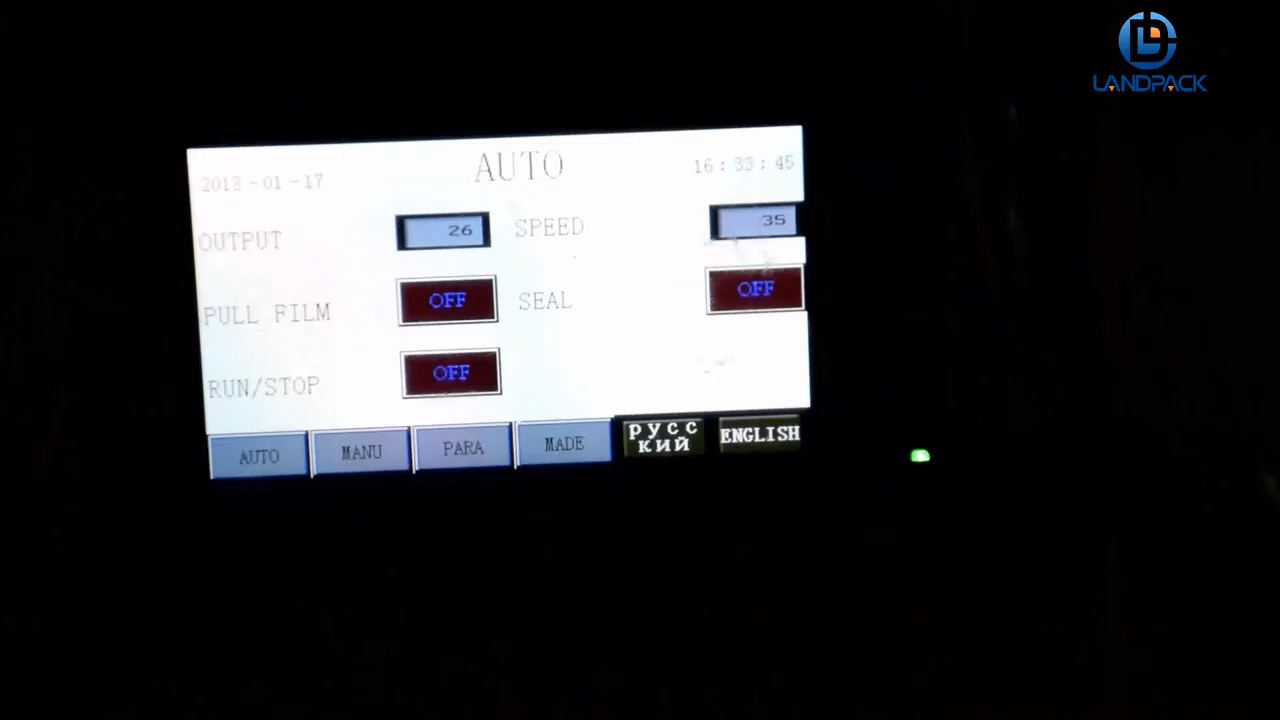 LANDPACK
2018-01-17
AUTO
16:33:45
OUTPUT
26
SPEED
35
PULL FILM
OFF
SEAL
OFF
RUN/STOP
OFF
AUTO
MANU
PARA
MADE
русс
кий
ENGLISH